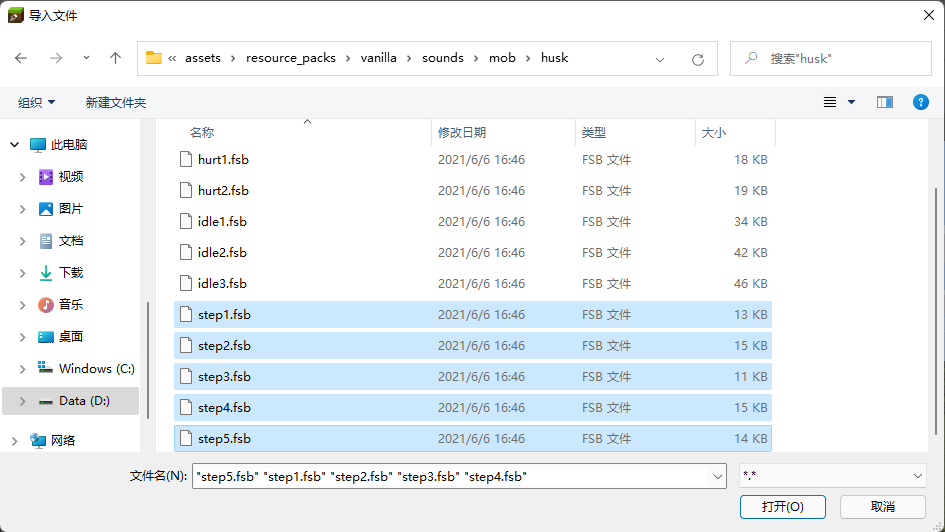 导入文件
« assets › resource_packs › vanilla › sounds › mob › husk
搜索"husk"
组织 新建文件夹
名称 修改日期 类型 大小
此电脑
视频
图片
文档
下载
音乐
桌面
Windows (C:)
Data (D:)
网络
hurt1.fsb 2021/6/6 16:46 FSB 文件 18 KB
hurt2.fsb 2021/6/6 16:46 FSB 文件 19 KB
idle1.fsb 2021/6/6 16:46 FSB 文件 34 KB
idle2.fsb 2021/6/6 16:46 FSB 文件 42 KB
idle3.fsb 2021/6/6 16:46 FSB 文件 46 KB
step1.fsb 2021/6/6 16:46 FSB 文件 13 KB
step2.fsb 2021/6/6 16:46 FSB 文件 15 KB
step3.fsb 2021/6/6 16:46 FSB 文件 11 KB
step4.fsb 2021/6/6 16:46 FSB 文件 15 KB
step5.fsb 2021/6/6 16:46 FSB 文件 14 KB
文件名(N): "step5.fsb" "step1.fsb" "step2.fsb" "step3.fsb" "step4.fsb" *.*
打开(O) 取消